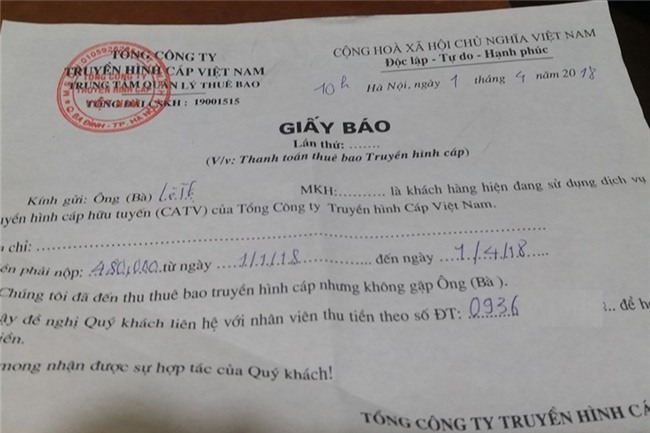 TỔNG CÔNG TY
TRUYỀN HÌNH CÁP VIỆT NAM
TRUNG TÂM QUẢN LÝ THUÊ BAO
TỔNG ĐÀI CSKH : 19001515
CỘNG HOÀ XÃ HỘI CHỦ NGHĨA VIỆT NAM
Độc lập - Tự do - Hạnh phúc
10h Hà Nội, ngày 1 tháng 4 năm 2018
GIẤY BÁO
Lần thứ: .......
(V/v: Thanh toán thuê bao Truyền hình cáp)
Kính gửi: Ông (Bà) MKH:............ là khách hàng hiện đang sử dụng dịch vụ
uyền hình cáp hữu tuyến (CATV) của Tổng Công ty Truyền hình Cáp Việt Nam.
chỉ:
phải nộp: 480,000 từ ngày 1/1/18 đến ngày 1/4/18
Chúng tôi đã đến thu thuê bao truyền hình cáp nhưng không gặp Ông (Bà ).
ậy đề nghị Quý khách liên hệ với nhân viên thu tiền theo số ĐT: 0936 ... để h
iền.
mong nhận được sự hợp tác của Quý khách!
TỔNG CÔNG TY TRUYỀN HÌNH CÁ